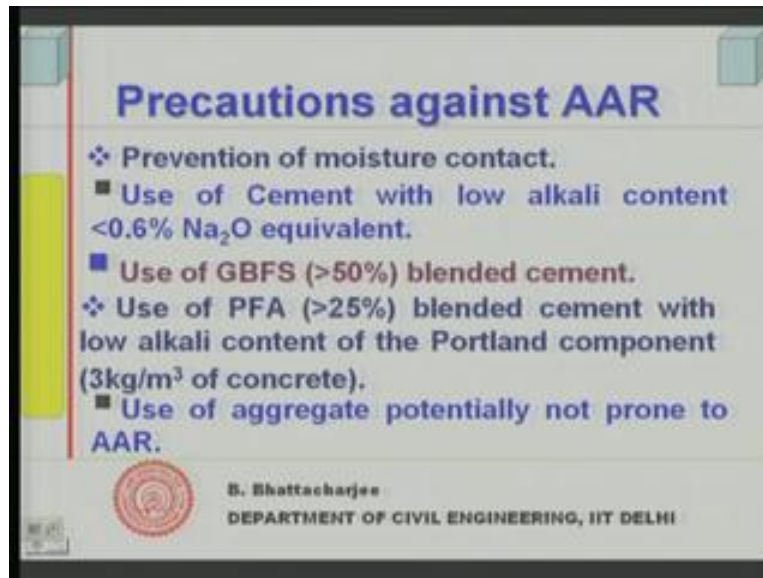 Precautions against AAR
❖ Prevention of moisture contact.
■ Use of Cement with low alkali content
<0.6% Na₂O equivalent.
■ Use of GBFS (>50%) blended cement.
❖ Use of PFA (>25%) blended cement with
low alkali content of the Portland component
(3kg/m³ of concrete).
■ Use of aggregate potentially not prone to
AAR.
B. Bhattacharjee
DEPARTMENT OF CIVIL ENGINEERING, IIT DELHI